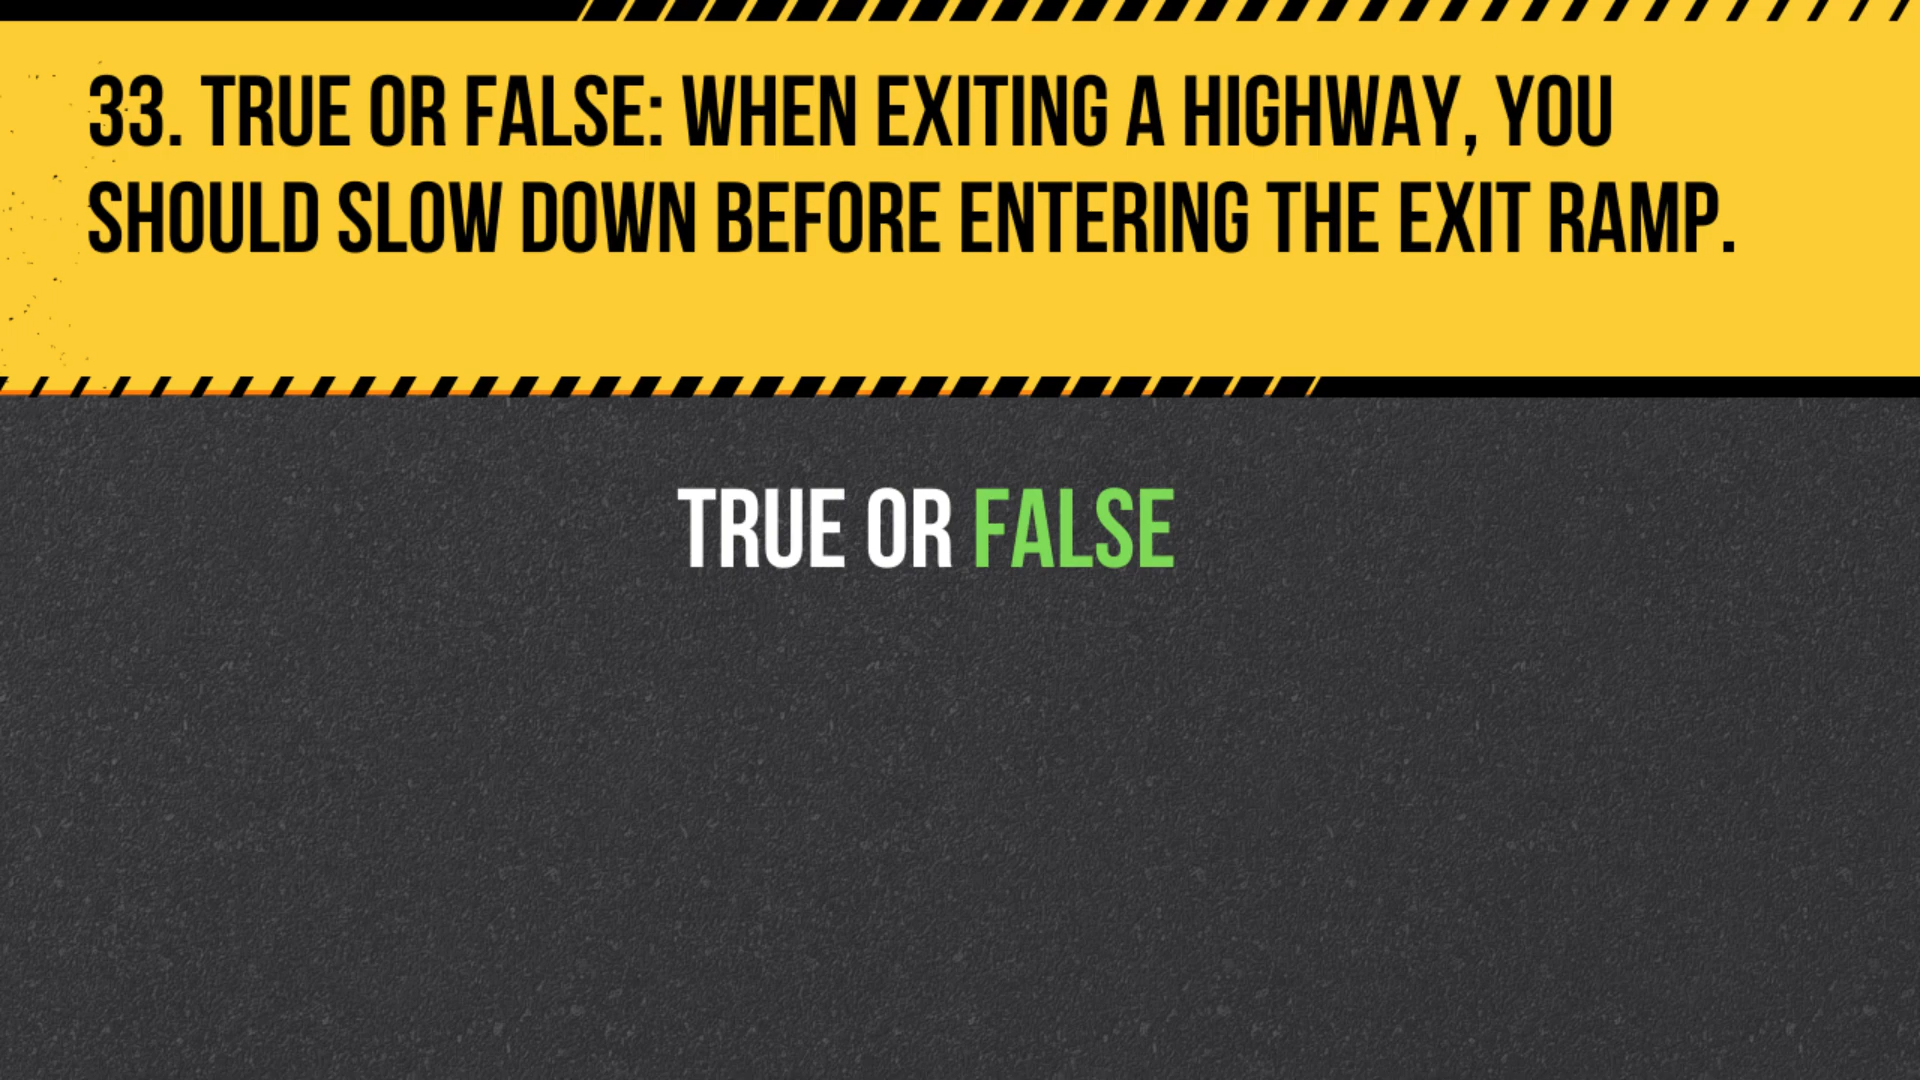 33. TRUE OR FALSE: WHEN EXITING A HIGHWAY, YOU
SHOULD SLOW DOWN BEFORE ENTERING THE EXIT RAMP.
TRUE OR FALSE